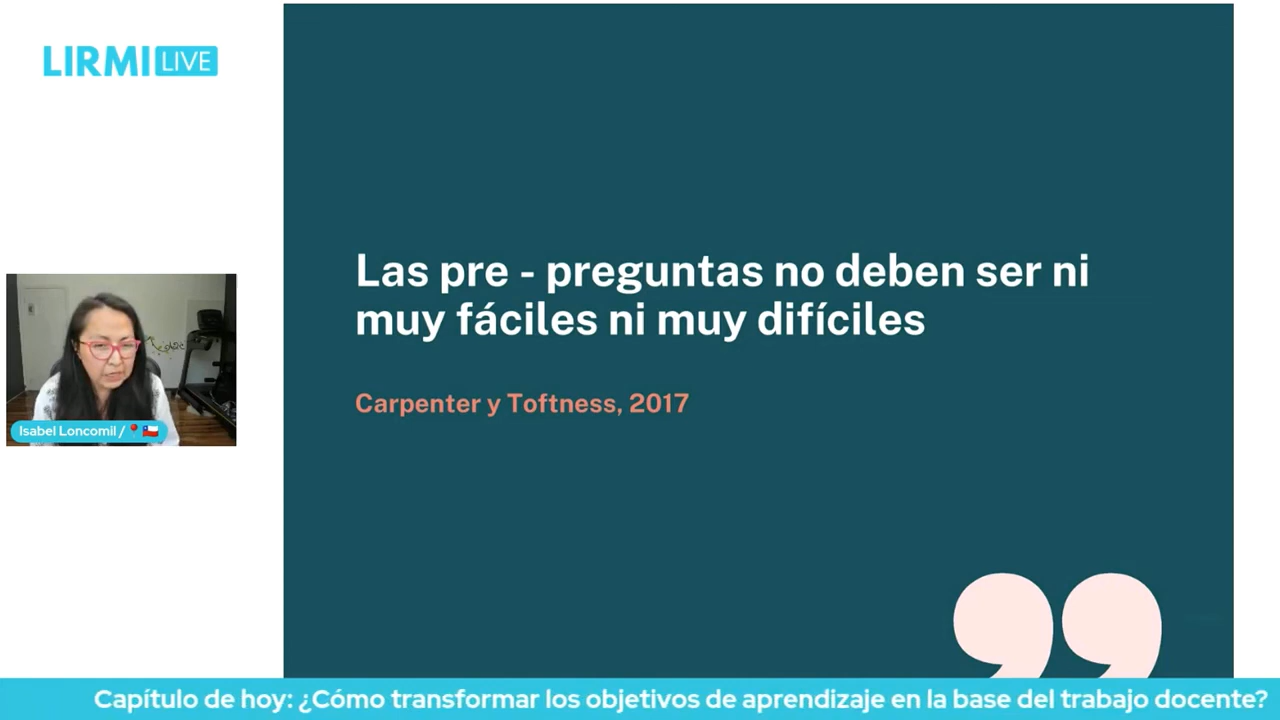 LIRMI LIVE
Las pre - preguntas no deben ser ni
muy fáciles ni muy difíciles
Carpenter y Toftness, 2017
Isabel Loncomil /
Capítulo de hoy: ¿Cómo transformar los objetivos de aprendizaje en la base del trabajo docente?